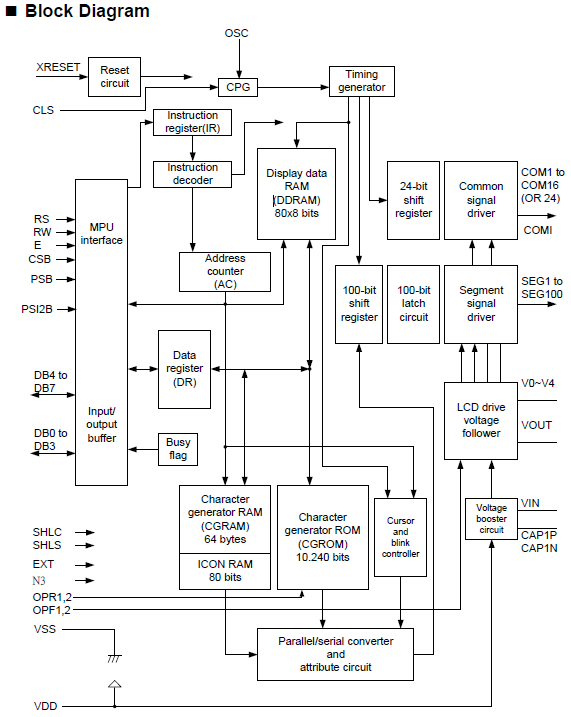 ■ Block Diagram
OSC
XRESET
Reset
circuit
CPG
Timing
generator
CLS
Instruction
register(IR)
Instruction
decoder
Display data
RAM
(DDRAM)
80x8 bits
24-bit
shift
register
Common
signal
driver
COM1 to
COM16
(OR 24)
COMI
MPU
interface
RS
RW
E
CSB
PSB
PSI2B
Address
counter
(AC)
100-bit
shift
register
100-bit
latch
circuit
Segment
signal
driver
SEG1 to
SEG100
Data
register
(DR)
DB4 to
DB7
Input/
output
buffer
DB0 to
DB3
Busy
flag
LCD drive
voltage
follower
V0~V4
VOUT
Character
generator RAM
(CGRAM)
64 bytes
ICON RAM
80 bits
Character
generator ROM
(CGROM)
10.240 bits
Cursor
and
blink
controller
Voltage
booster
circuit
VIN
CAP1P
CAP1N
SHLC
SHLS
EXT
N3
OPR1,2
OPF1,2
VSS
Parallel/serial converter
and
attribute circuit
VDD